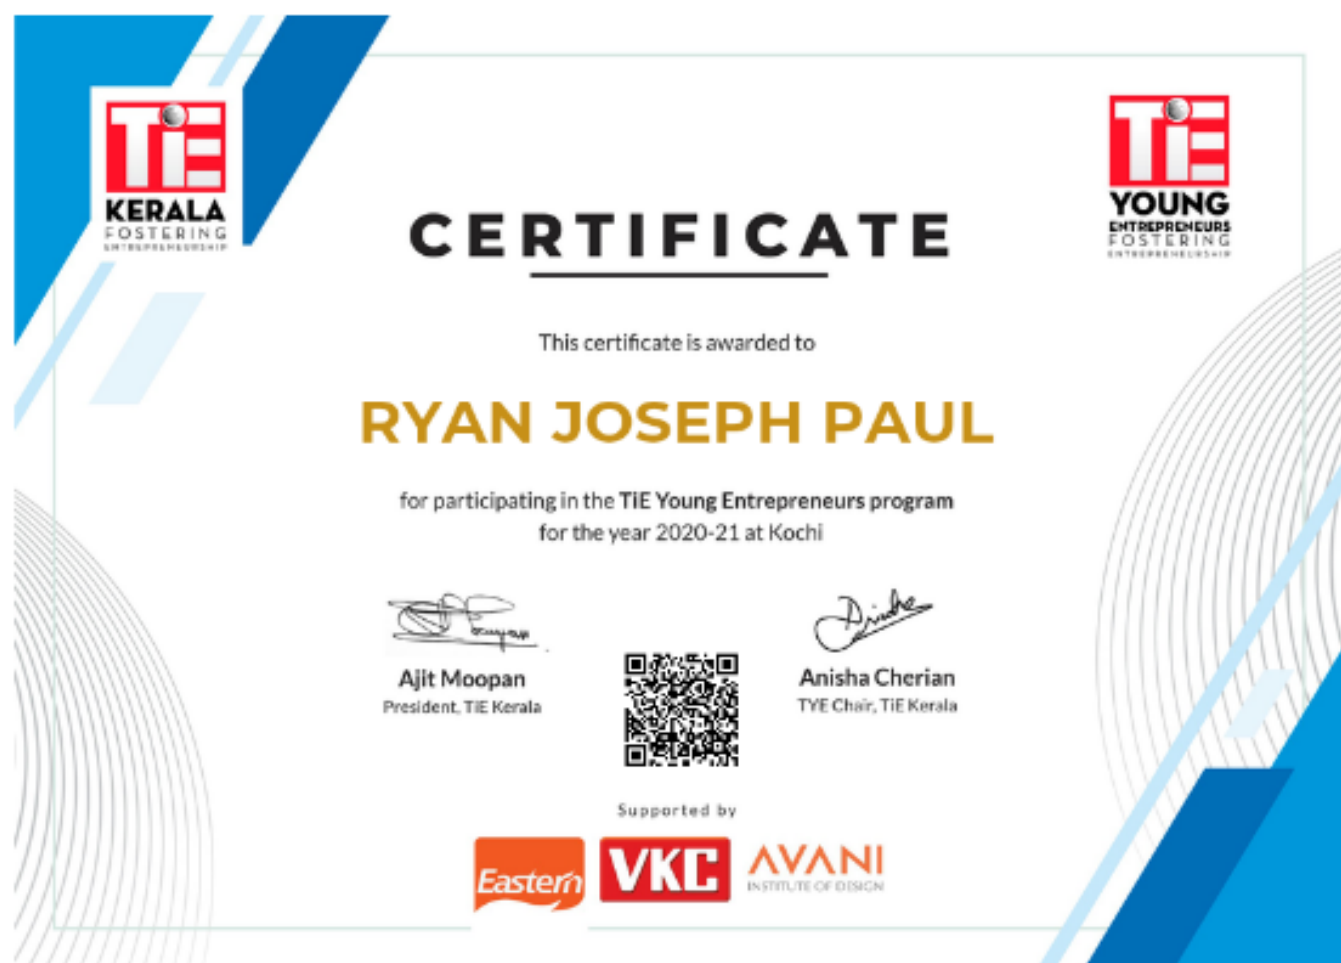 TiE
KERALA
FOSTERING
ENTREPRENEURSHIP
TiE
YOUNG
ENTREPRENEURS
FOSTERING
ENTREPRENEURSHIP
CERTIFICATE
This certificate is awarded to
RYAN JOSEPH PAUL
for participating in the TiE Young Entrepreneurs program
for the year 2020-21 at Kochi
Ajit Moopan
President, TiE Kerala
Anisha Cherian
TYE Chair, TiE Kerala
Supported by
Eastern
VKC
AVANI
INSTITUTE OF DESIGN